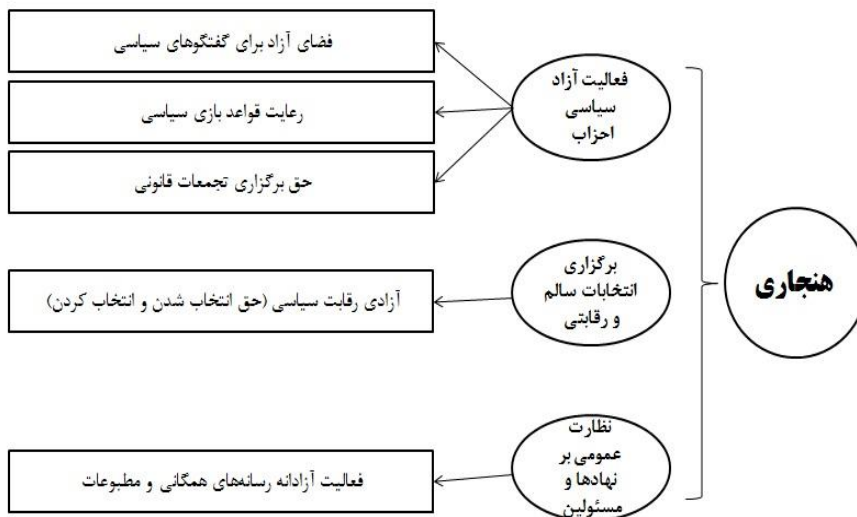 هنجاری
فعالیت آزاد
سیاسی
احزاب
فضای آزاد برای گفتگوهای سیاسی
رعایت قواعد بازی سیاسی
حق برگزاری تجمعات قانونی
برگزاری
انتخابات سالم
و رقابتی
آزادی رقابت سیاسی (حق انتخاب شدن و انتخاب کردن)
نظارت
عمومی بر
نهادها و
مسئولین
فعالیت آزادانه رسانه‌های همگانی و مطبوعات